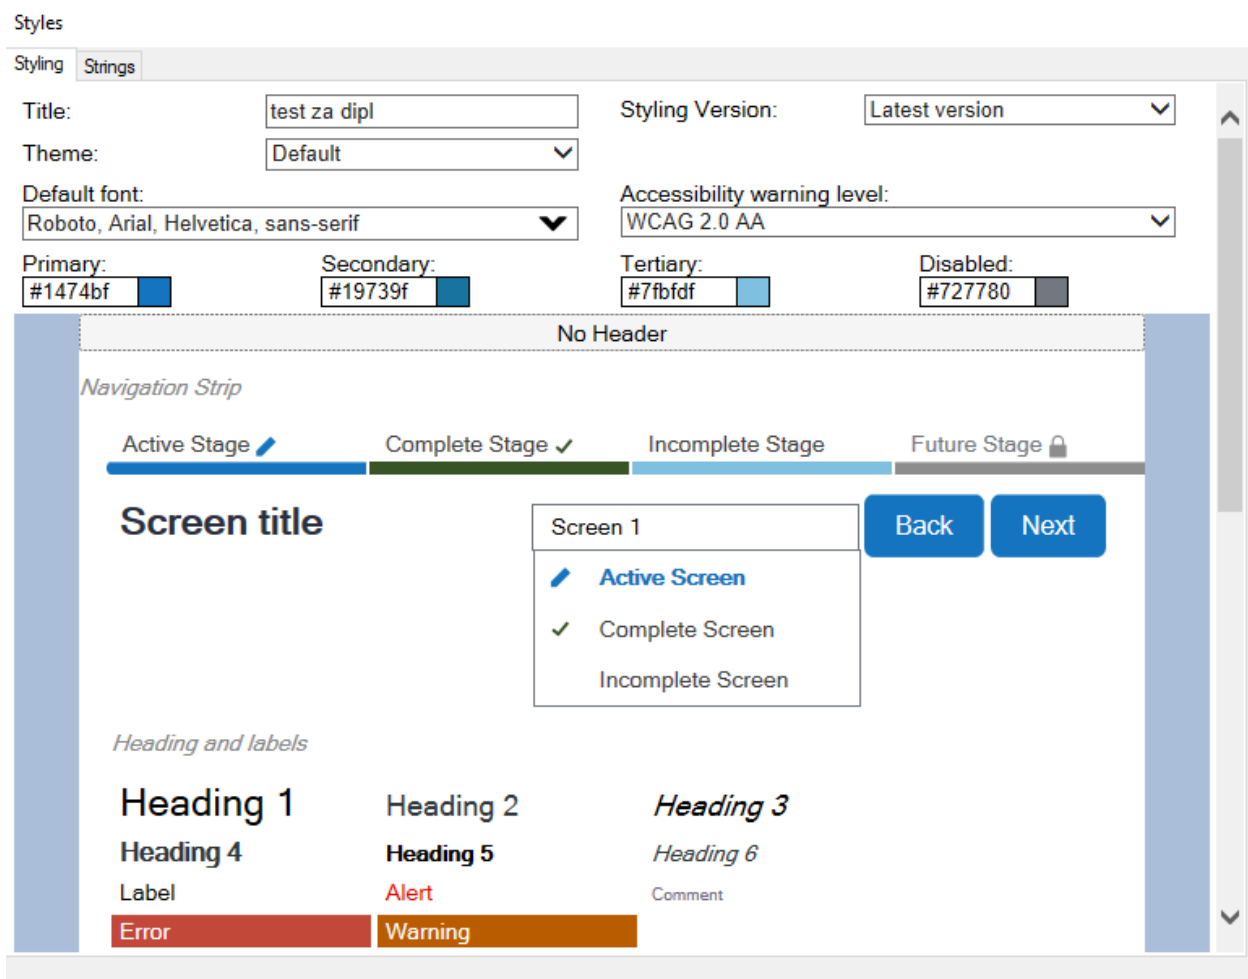 Styles
Styling Strings
Title: test za dipl Styling Version: Latest version
Theme: Default
Default font: Accessibility warning level:
Roboto, Arial, Helvetica, sans-serif WCAG 2.0 AA
Primary: Secondary: Tertiary: Disabled:
#1474bf #19739f #7fbfdf #727780
No Header
Navigation Strip
Active Stage Complete Stage Incomplete Stage Future Stage
Screen title Screen 1 Back Next
Active Screen
Complete Screen
Incomplete Screen
Heading and labels
Heading 1 Heading 2 Heading 3
Heading 4 Heading 5 Heading 6
Label Alert Comment
Error Warning